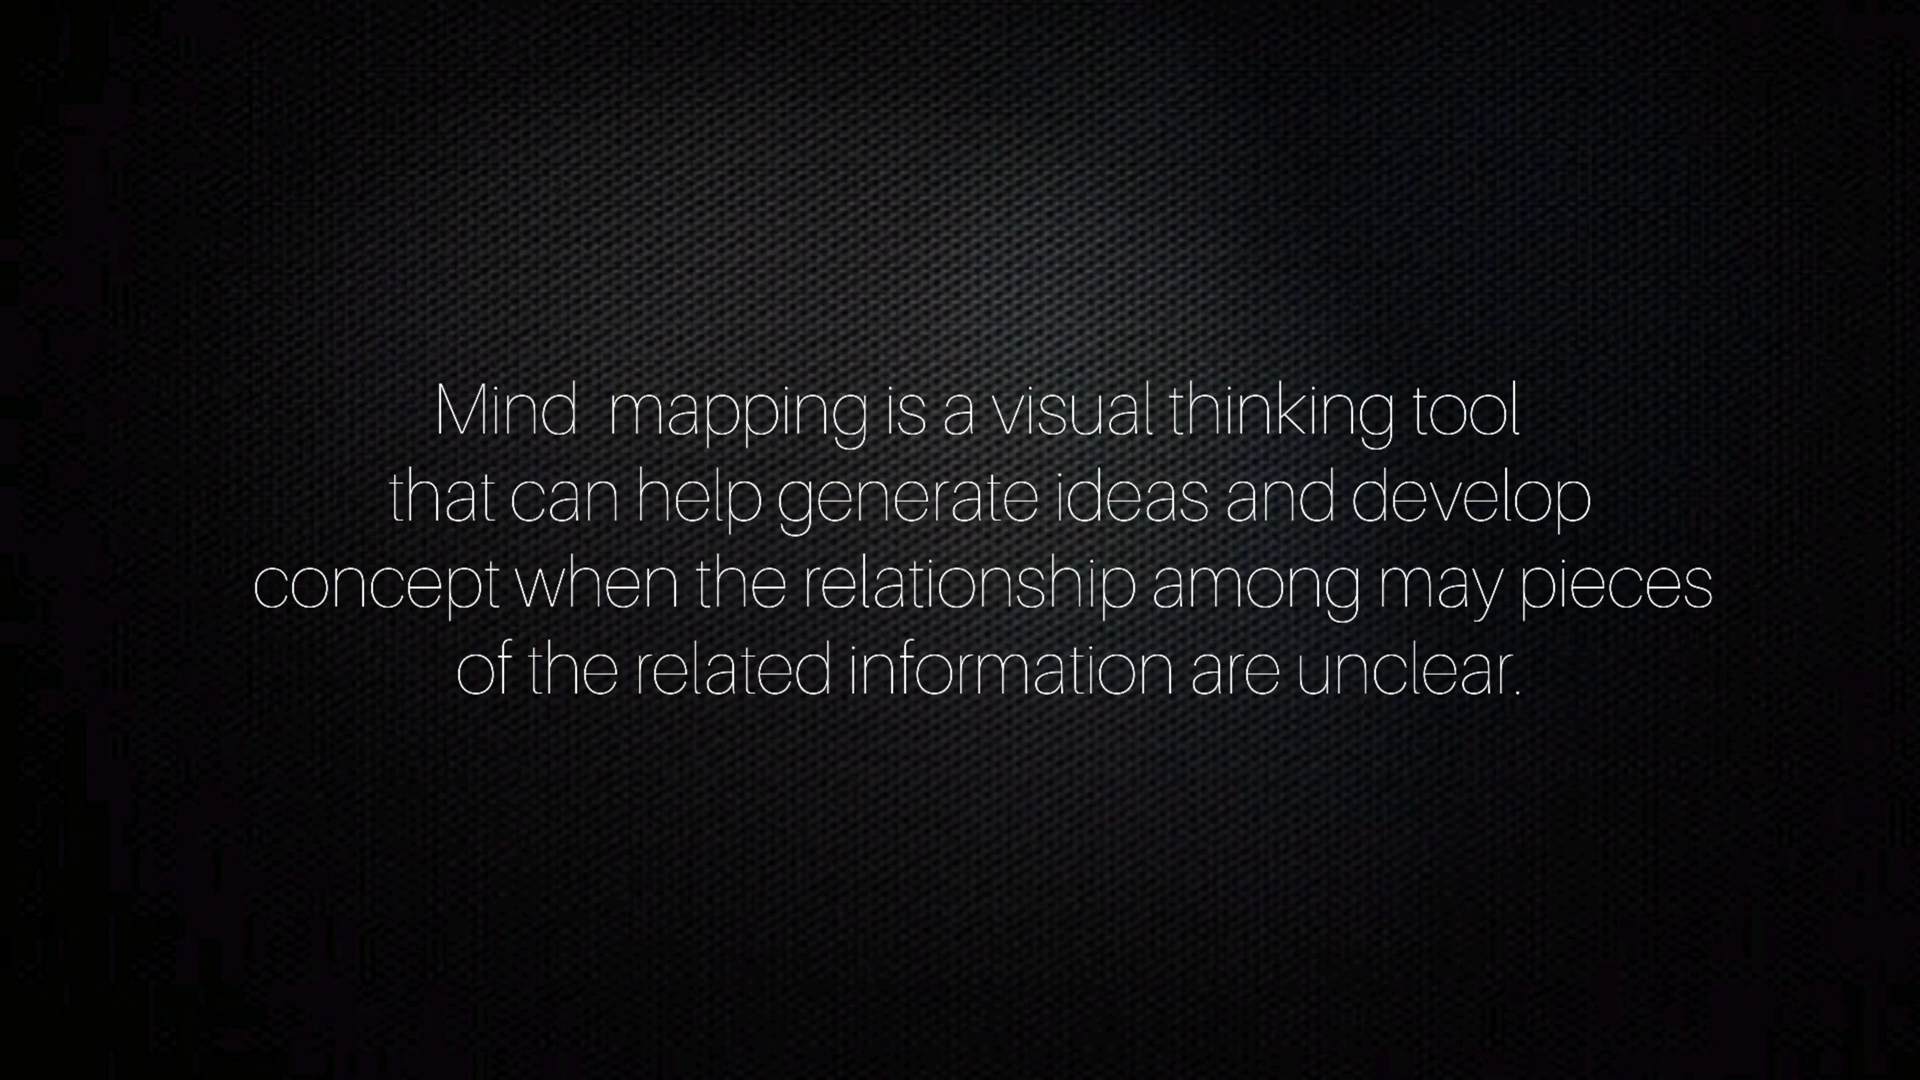 Mind  mapping is a visual thinking tool
that can help generate ideas and develop
concept when the relationship among may pieces
of the related information are unclear.